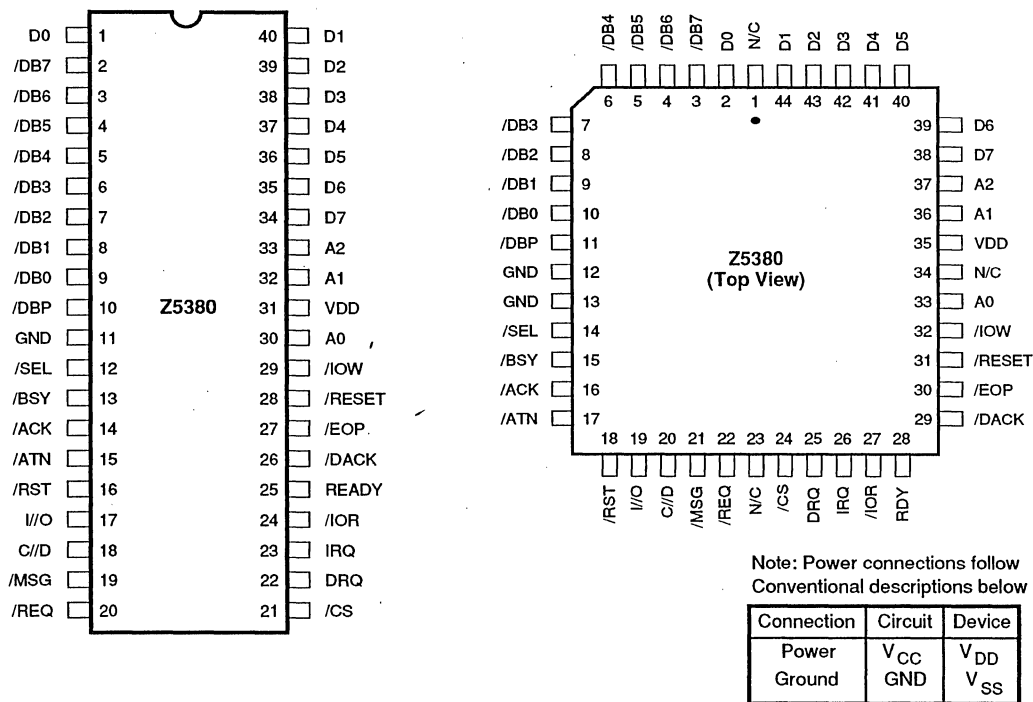 D0 1 40 D1
/DB7 2 39 D2
/DB6 3 38 D3
/DB5 4 37 D4
/DB4 5 36 D5
/DB3 6 35 D6
/DB2 7 34 D7
/DB1 8 33 A2
/DB0 9 32 A1
/DBP 10 Z5380 31 VDD
GND 11 30 A0
/SEL 12 29 /IOW
/BSY 13 28 /RESET
/ACK 14 27 /EOP
/ATN 15 26 /DACK
/RST 16 25 READY
I//O 17 24 /IOR
C//D 18 23 IRQ
/MSG 19 22 DRQ
/REQ 20 21 /CS
/DB4 /DB5 /DB6 /DB7 D0 N/C D1 D2 D3 D4 D5
6 5 4 3 2 1 44 43 42 41 40
/DB3 7 39 D6
/DB2 8 38 D7
/DB1 9 37 A2
/DB0 10 36 A1
/DBP 11 35 VDD
GND 12 34 N/C
GND 13 33 A0
/SEL 14 32 /IOW
/BSY 15 31 /RESET
/ACK 16 30 /EOP
/ATN 17 29 /DACK
Z5380
(Top View)
18 19 20 21 22 23 24 25 26 27 28
/RST I//O C//D /MSG /REQ N/C /CS DRQ IRQ /IOR RDY
Note: Power connections follow
Conventional descriptions below
Connection Circuit Device
Power VCC VDD
Ground GND VSS